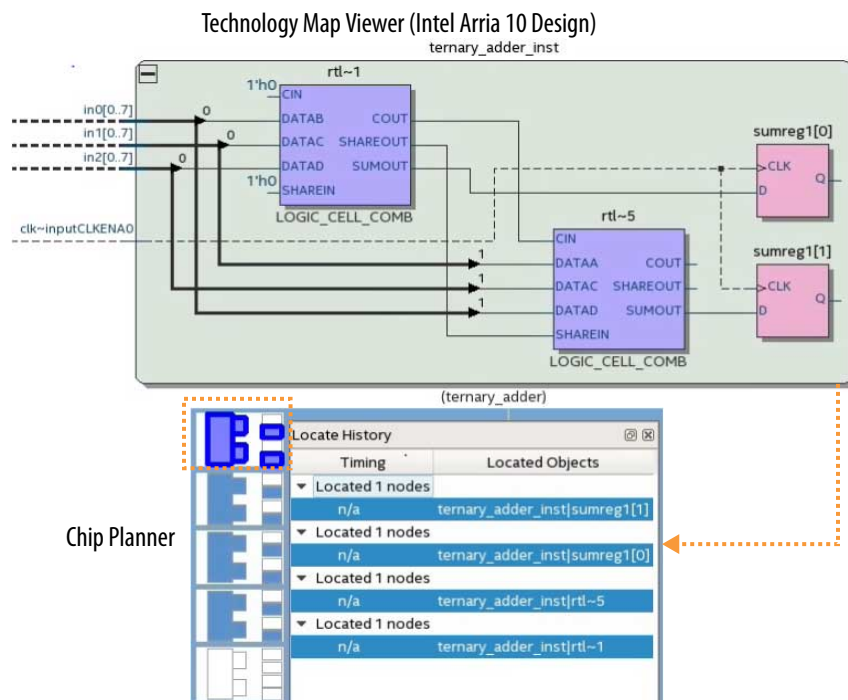 Technology Map Viewer (Intel Arria 10 Design)
ternary_adder_inst
rtl~1
1'h0
CIN
in0[0..7]
0
DATAB
COUT
in1[0..7]
0
DATAC
SHAREOUT
in2[0..7]
0
DATAD
SUMOUT
1'h0
SHAREIN
LOGIC_CELL_COMB
sumreg1[0]
CLK
Q
D
clk~inputCLKENA0
rtl~5
CIN
1
DATAA
COUT
1
DATAC
SHAREOUT
1
DATAD
SUMOUT
SHAREIN
LOGIC_CELL_COMB
sumreg1[1]
CLK
Q
D
(ternary_adder)
Chip Planner
Locate History
Timing
Located Objects
Located 1 nodes
n/a ternary_adder_inst|sumreg1[1]
Located 1 nodes
n/a ternary_adder_inst|sumreg1[0]
Located 1 nodes
n/a ternary_adder_inst|rtl~5
Located 1 nodes
n/a ternary_adder_inst|rtl~1